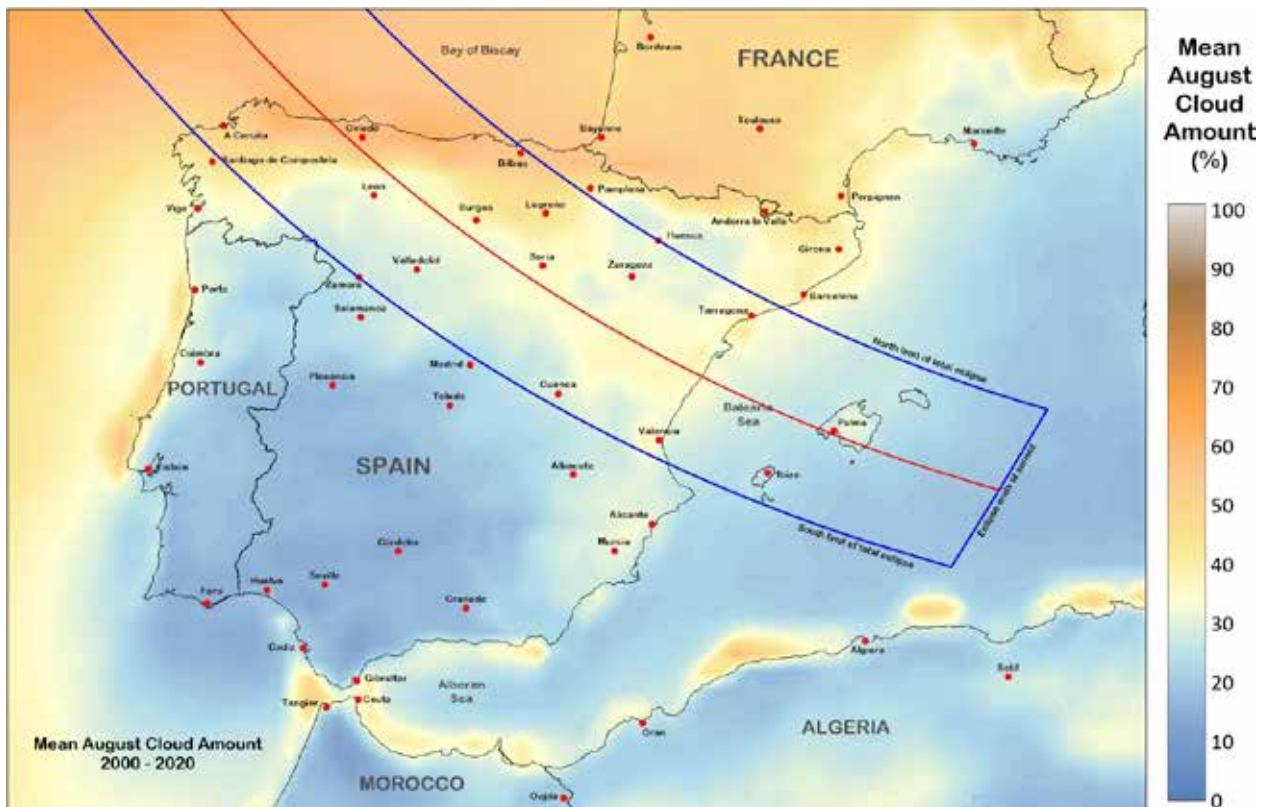 Mean
August
Cloud
Amount
(%)
100
90
80
70
60
50
40
30
20
10
0
Bay of Biscay
Bordeaux
FRANCE
A Coruña
Oviedo
Bayonne
Toulouse
Marseille
Santiago de Compostela
Bilbao
Leon
Pamplona
Vigo
Burgos
Logroño
Andorra la Vella
Perpignan
Huesca
Girona
Valladolid
Soria
Zaragoza
Zamora
Porto
Barcelona
Salamanca
Tarragona
Coimbra
Madrid
North limit of total eclipse
PORTUGAL
Plasencia
Cuenca
Toledo
Balearic
Sea
Palma
Valencia
Lisbon
SPAIN
Albacete
Ibiza
Eclipse ends at sunset
Alicante
South limit of total eclipse
Córdoba
Murcia
Seville
Huelva
Faro
Granada
Cadiz
Algiers
Setif
Gibraltar
Alboran
Sea
Tangier
Ceuta
Oran
ALGERIA
Mean August Cloud Amount
2000 - 2020
MOROCCO
Oujda